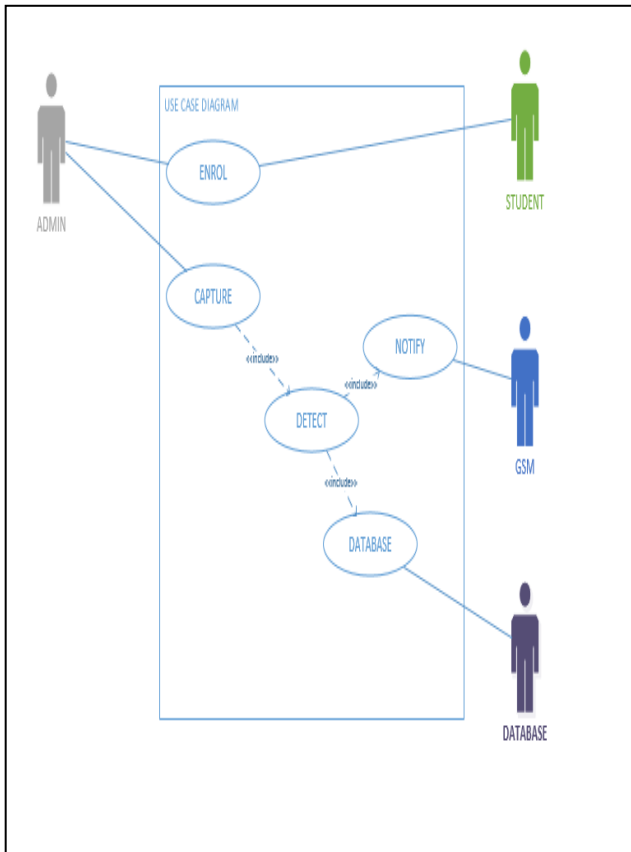 USE CASE DIAGRAM
ENROL
STUDENT
ADMIN
CAPTURE
NOTIFY
<<include>>
<<include>>
DETECT
GSM
<<include>>
DATABASE
DATABASE